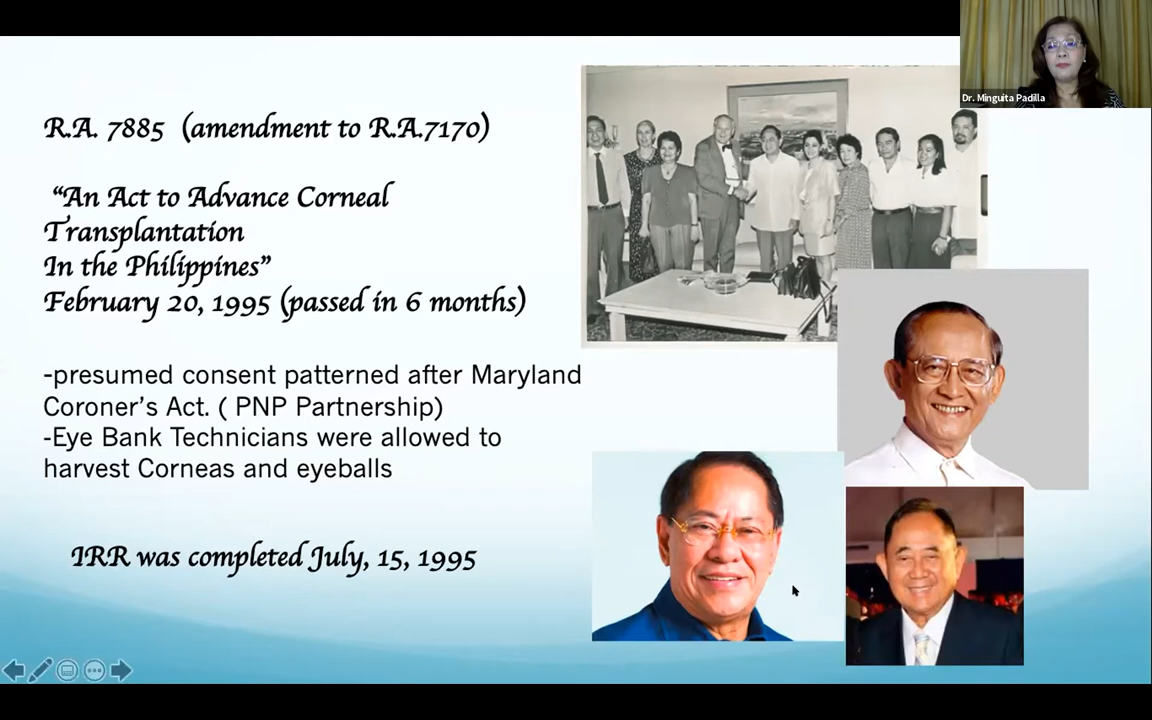 Dr. Minguita Padilla
R.A. 7885 (amendment to R.A.7170)
“An Act to Advance Corneal
Transplantation
In the Philippines”
February 20, 1995 (passed in 6 months)
-presumed consent patterned after Maryland
Coroner’s Act. ( PNP Partnership)
-Eye Bank Technicians were allowed to
harvest Corneas and eyeballs
IRR was completed July, 15, 1995